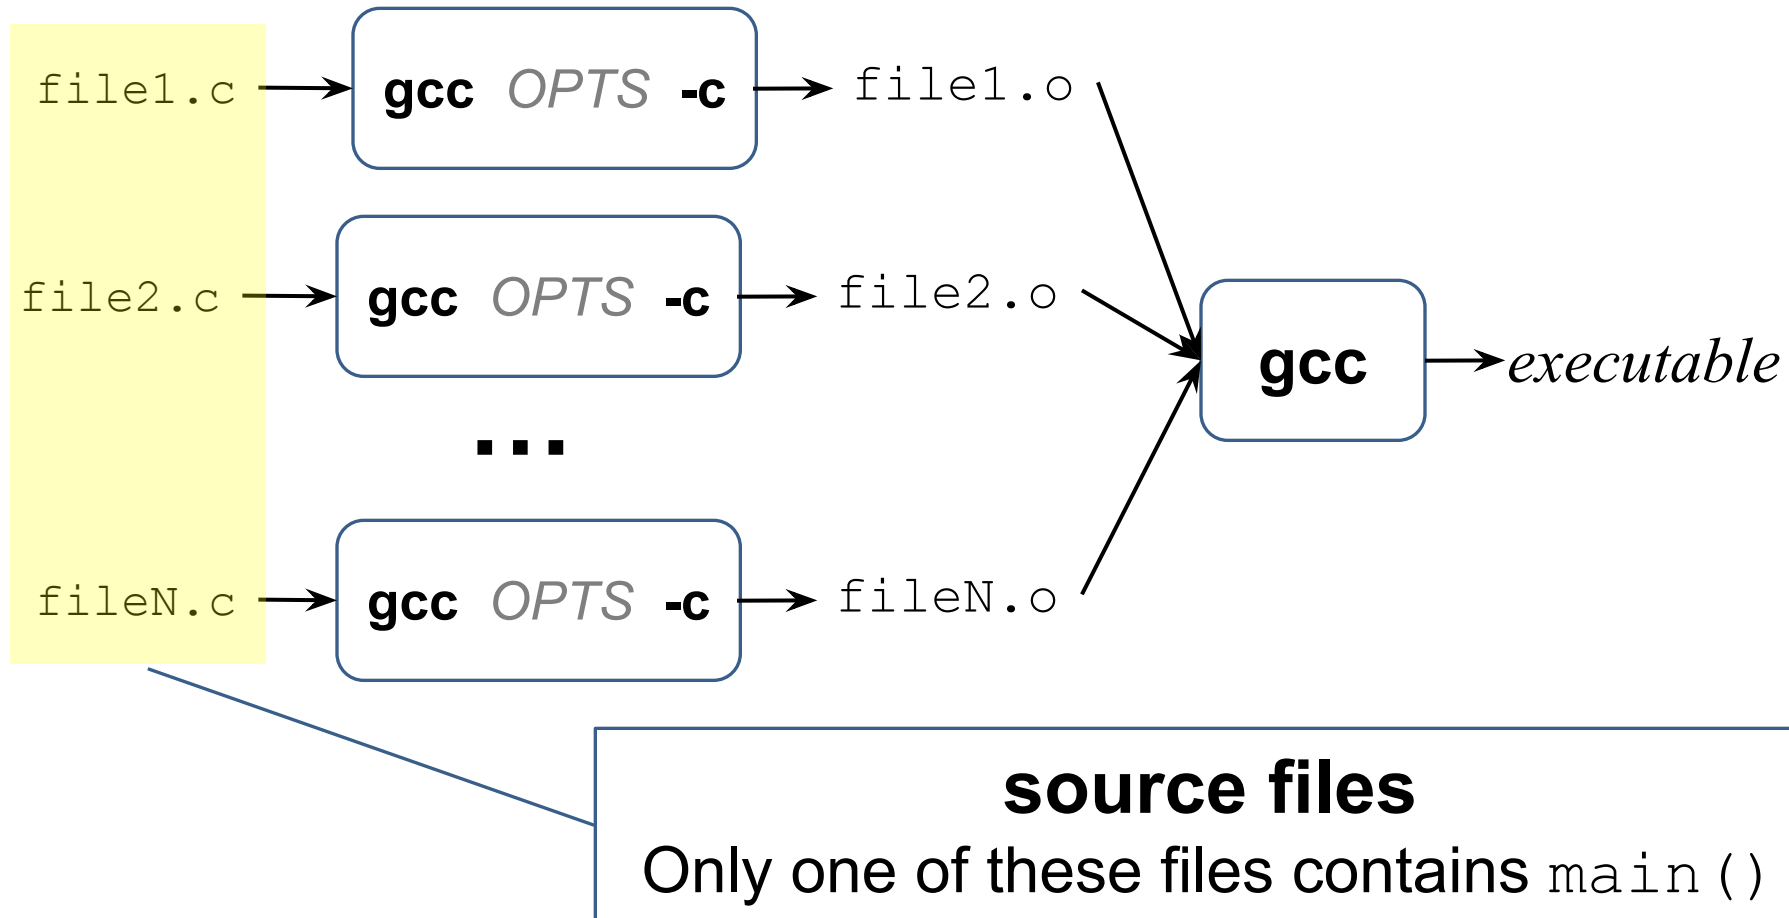 file1.c gcc OPTS -c file1.o
file2.c gcc OPTS -c file2.o
gcc executable
...
fileN.c gcc OPTS -c fileN.o
source files
Only one of these files contains main()